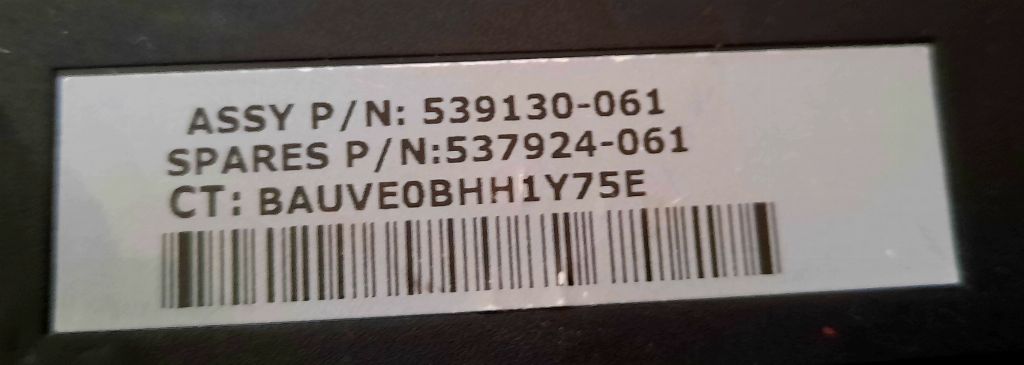 ASSY P/N: 539130-061
SPARES P/N:537924-061
CT: BAUVE0BHH1Y75E